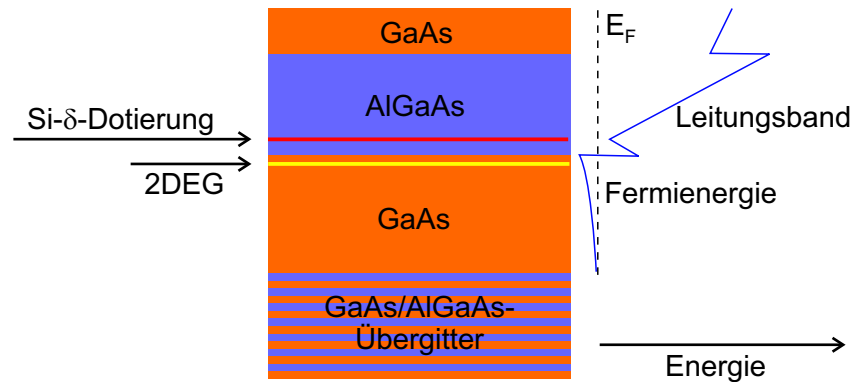 GaAs
E_F
AlGaAs
Si-δ-Dotierung
Leitungsband
2DEG
Fermienergie
GaAs
GaAs/AlGaAs-
Übergitter
Energie